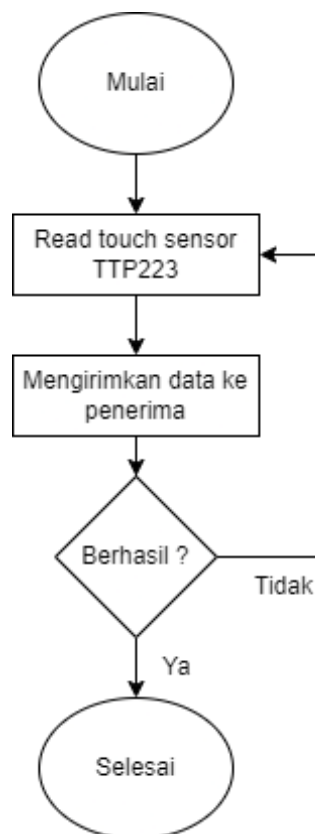 Mulai
Read touch sensor
TTP223
Mengirimkan data ke
penerima
Berhasil ?
Tidak
Ya
Selesai